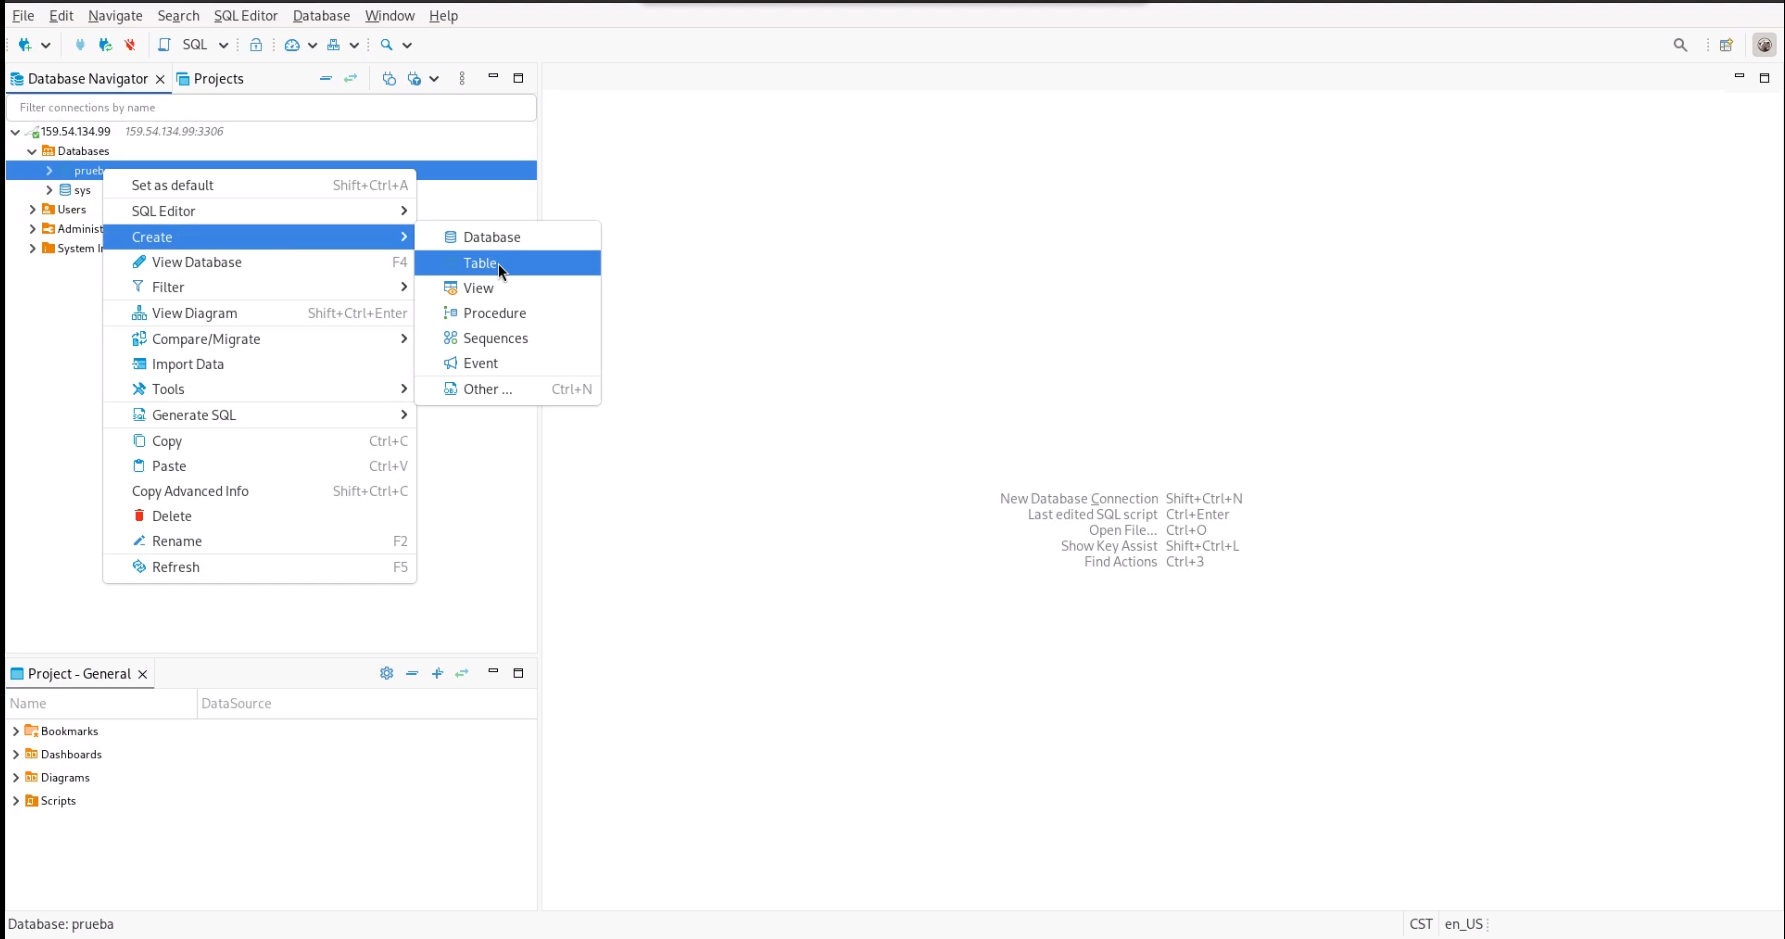 File Edit Navigate Search SQL Editor Database Window Help
SQL
Database Navigator
Projects
Filter connections by name
159.54.134.99 159.54.134.99:3306
Databases
sys
Users
Set as default Shift+Ctrl+A
SQL Editor
Create
View Database F4
Filter
View Diagram Shift+Ctrl+Enter
Compare/Migrate
Import Data
Tools
Generate SQL
Copy Ctrl+C
Paste Ctrl+V
Copy Advanced Info Shift+Ctrl+C
Delete
Rename F2
Refresh F5
Database
Table
View
Procedure
Sequences
Event
Other ... Ctrl+N
New Database Connection Shift+Ctrl+N
Last edited SQL script Ctrl+Enter
Open File... Ctrl+O
Show Key Assist Shift+Ctrl+L
Find Actions Ctrl+3
Project - General
Name DataSource
Bookmarks
Dashboards
Diagrams
Scripts
Database: prueba
CST en_US